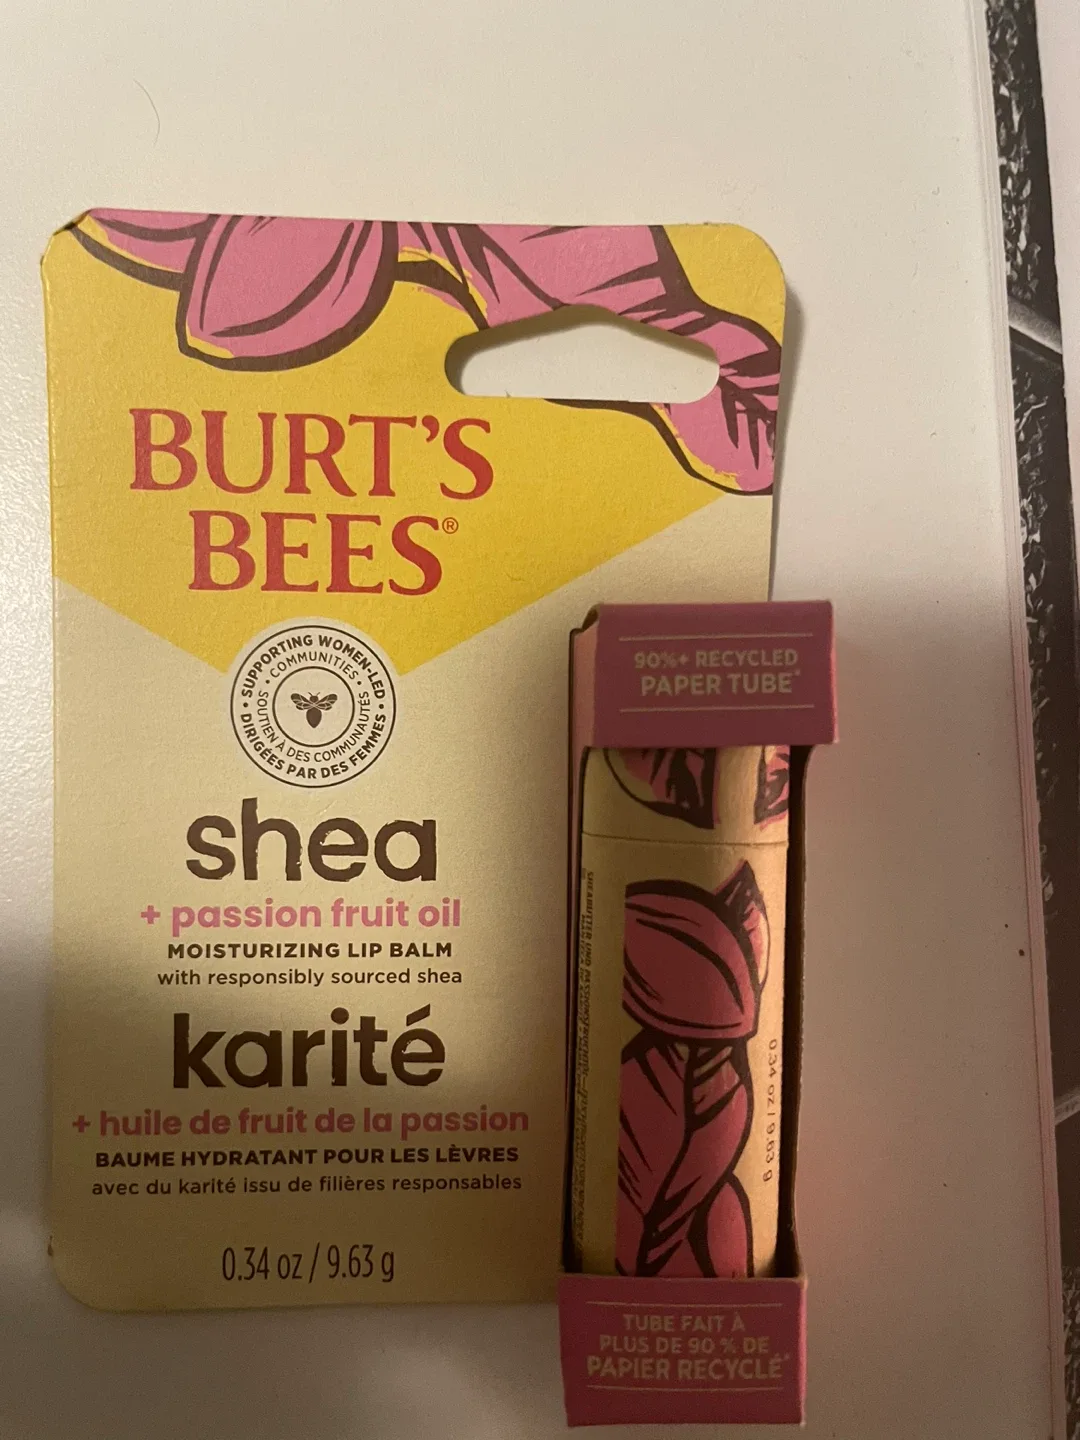 BURT'S
BEES®
SUPPORTING WOMEN-LED
• COMMUNITIES •
SOUTIEN À DES COMMUNAUTÉS
DIRIGÉES PAR DES FEMMES
shea
+ passion fruit oil
MOISTURIZING LIP BALM
with responsibly sourced shea
karité
+ huile de fruit de la passion
BAUME HYDRATANT POUR LES LÈVRES
avec du karité issu de filières responsables
0.34 oz / 9.63 g
90%+ RECYCLED
PAPER TUBE*
SHEABUTTER UND
0.34 oz / 9.63 g
TUBE FAIT À
PLUS DE 90 % DE
PAPIER RECYCLÉ*